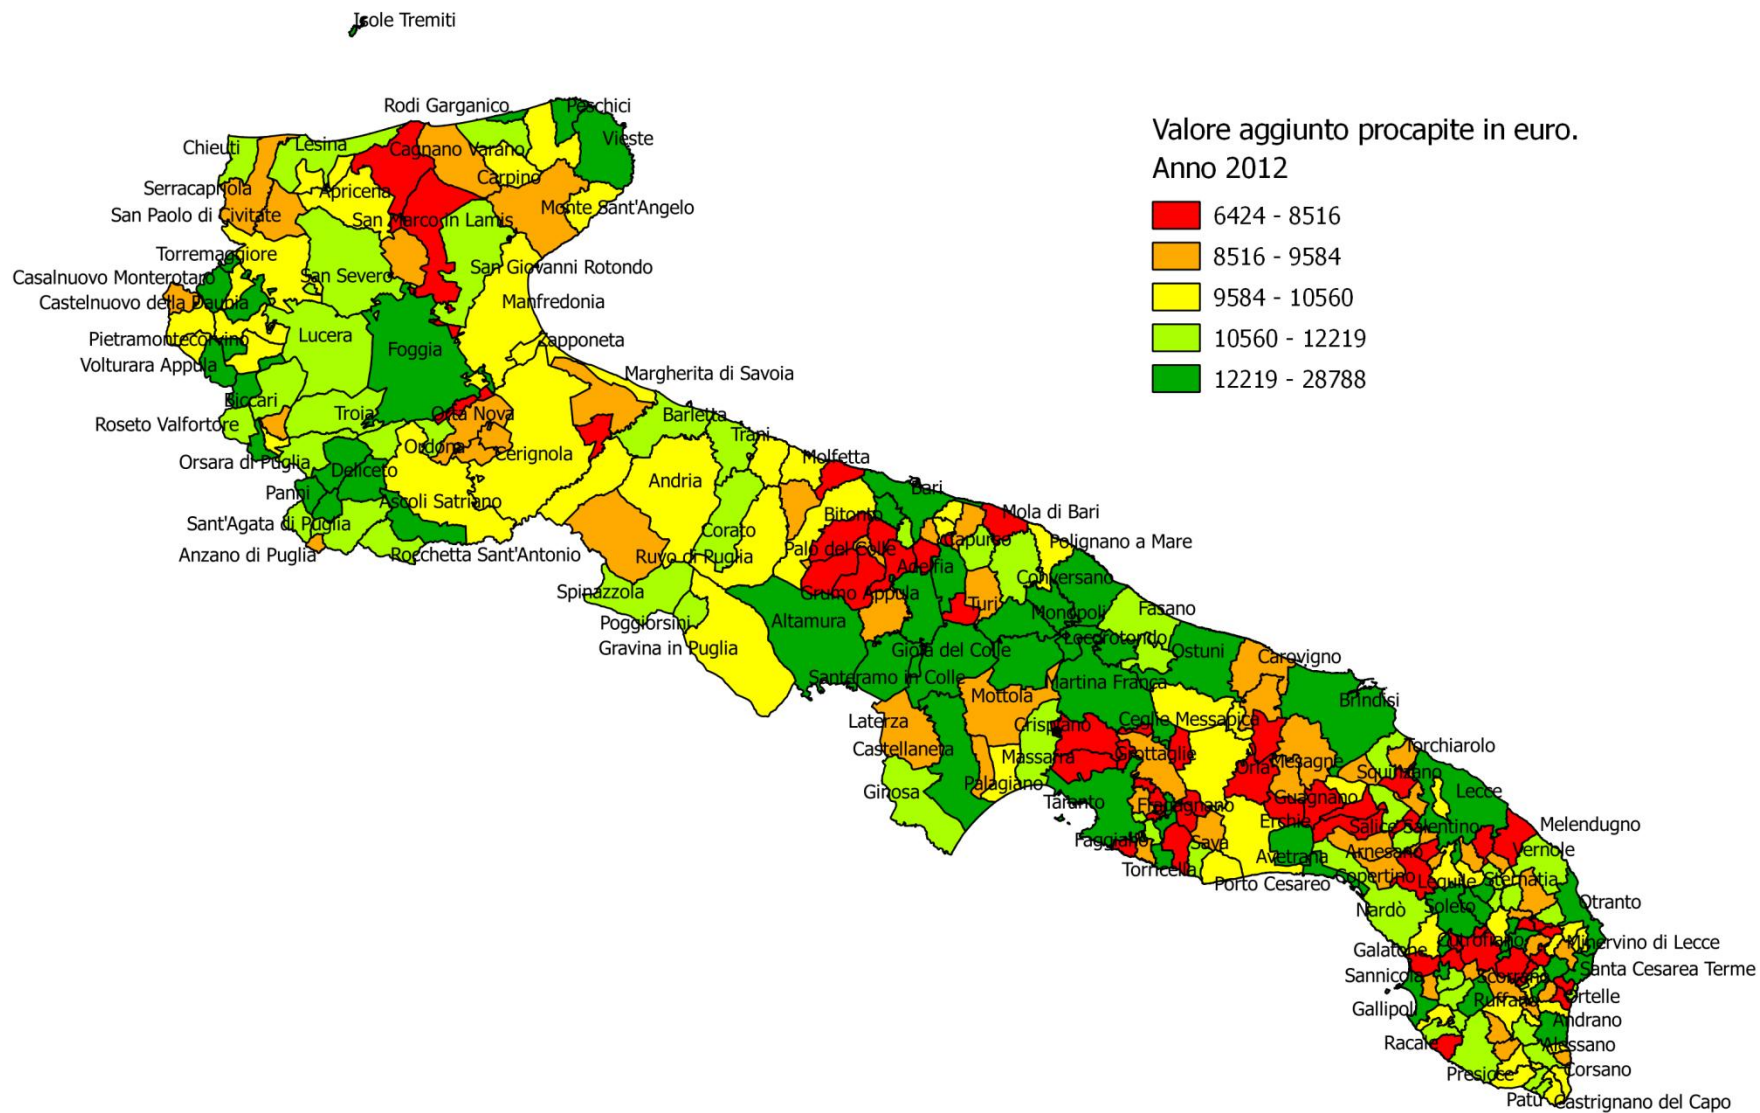 Isole Tremiti
Rodi Garganico
Peschici
Vieste
Chieuti
Lesina
Cagnano Varano
Carpino
Serracapriola
Apricena
San Paolo di Civitate
San Marco in Lamis
Monte Sant'Angelo
Torremaggiore
San Severo
San Giovanni Rotondo
Casalnuovo Monterotaro
Castelnuovo della Daunia
Manfredonia
Pietramontecorvino
Lucera
Foggia
Zapponeta
Volturara Appula
Margherita di Savoia
Biccari
Troia
Orta Nova
Barletta
Roseto Valfortore
Ordona
Cerignola
Trani
Orsara di Puglia
Deliceto
Molfetta
Panni
Ascoli Satriano
Andria
Bari
Sant'Agata di Puglia
Bitonto
Mola di Bari
Anzano di Puglia
Rocchetta Sant'Antonio
Corato
Ruvo di Puglia
Palo del Colle
Capurso
Polignano a Mare
Adelfia
Spinazzola
Grumo Appula
Conversano
Turi
Poggiorsini
Altamura
Monopoli
Fasano
Gravina in Puglia
Gioia del Colle
Locorotondo
Ostuni
Carovigno
Santeramo in Colle
Martina Franca
Mottola
Brindisi
Laterza
Crispiano
Ceglie Messapica
Castellaneta
Massafra
Grottaglie
Oria
Mesagne
Torchiarolo
Squinzano
Palagiano
Ginosa
Taranto
Fragagnano
Guagnano
Lecce
Erchie
Salice Salentino
Melendugno
Faggiano
Sava
Avetrana
Arnesano
Vernole
Torricella
Porto Cesareo
Copertino
Lequile
Sternatia
Nardò
Soleto
Otranto
Galatone
Cutrofiano
Minervino di Lecce
Sannicola
Scorrano
Santa Cesarea Terme
Gallipoli
Ruffano
Ortelle
Andrano
Racale
Alessano
Presicce
Corsano
Patù
Castrignano del Capo
Valore aggiunto procapite in euro.
Anno 2012
6424 - 8516
8516 - 9584
9584 - 10560
10560 - 12219
12219 - 28788